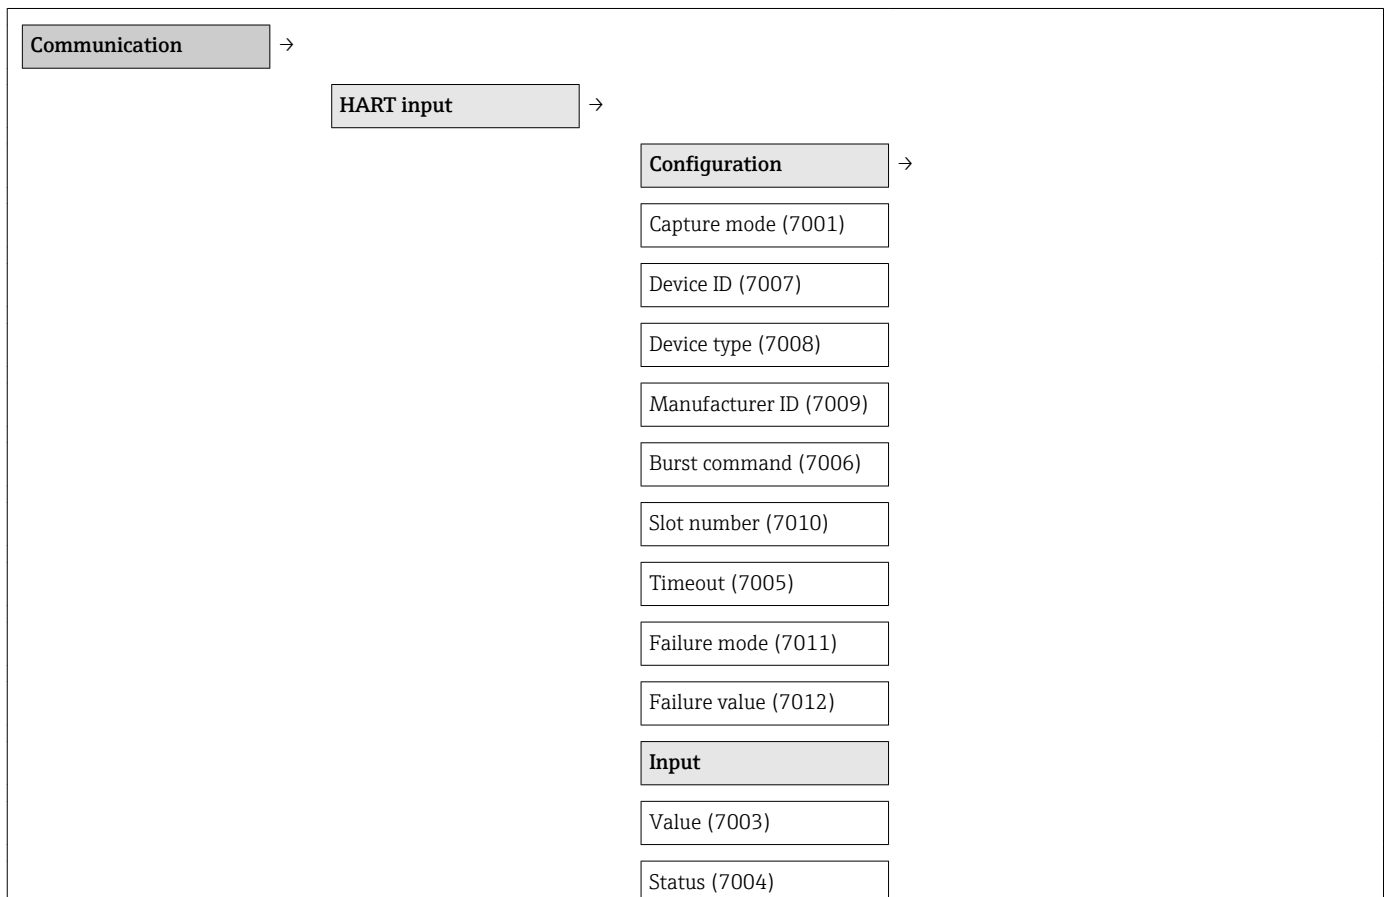 Communication →
HART input →
Configuration →
Capture mode (7001)
Device ID (7007)
Device type (7008)
Manufacturer ID (7009)
Burst command (7006)
Slot number (7010)
Timeout (7005)
Failure mode (7011)
Failure value (7012)
Input
Value (7003)
Status (7004)